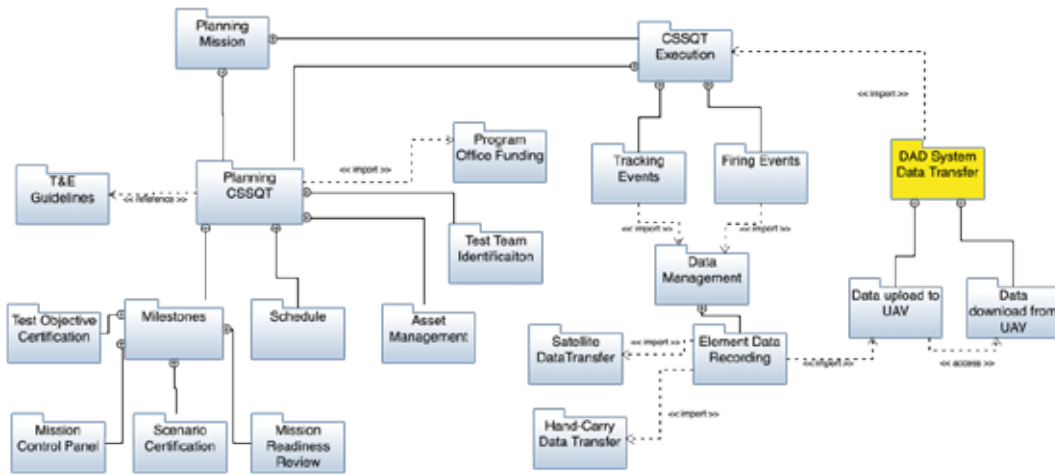 Planning
Mission
CSSQT
Execution
<< import >>
Program
Office Funding
Tracking
Events
Firing Events
DAD System
Data Transfer
T&E
Guidelines
<< reference >>
Planning
CSSQT
<< import >>
<< import >>
<< import >>
Test Team
Identificaiton
Data
Management
Test Objective
Certification
Milestones
Schedule
Asset
Management
Data upload to
UAV
Data
download from
UAV
Satellite
DataTransfer
<< import >>
Element Data
Recording
<< import >>
<< access >>
Mission
Control Panel
Scenario
Certification
Mission
Readiness
Review
Hand-Carry
Data Transfer
<< import >>